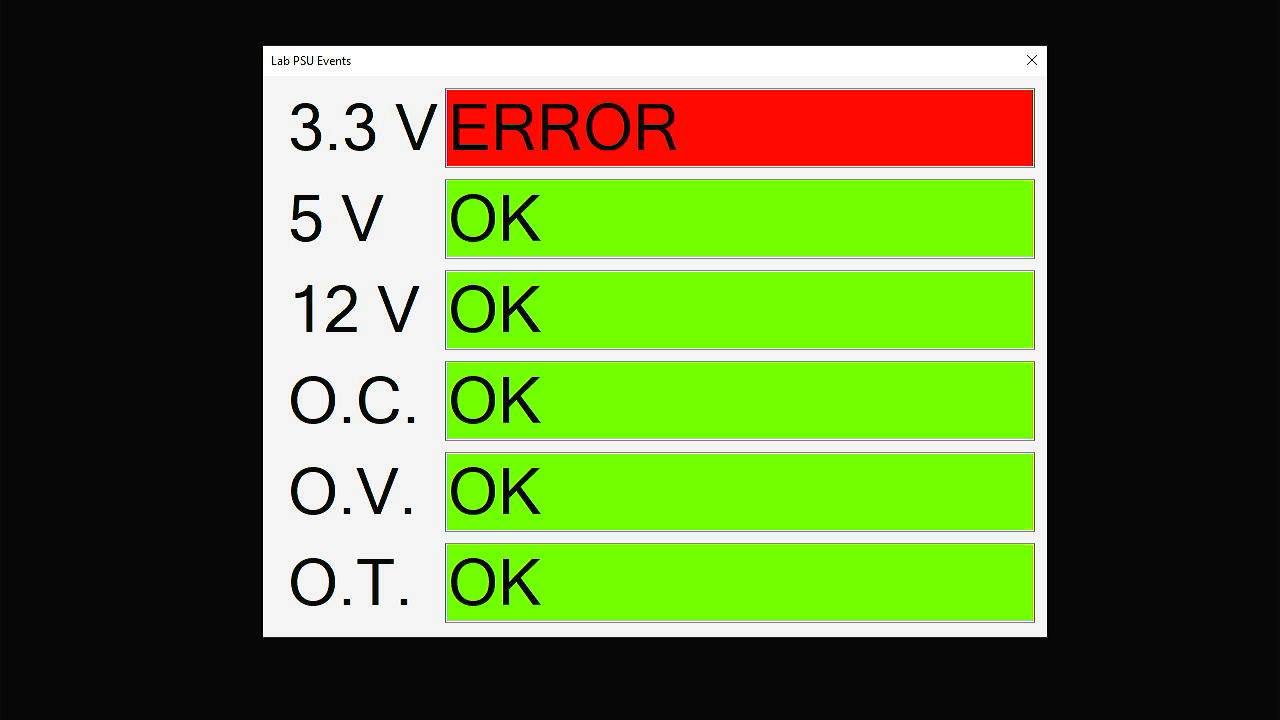 Lab PSU Events
3.3 V ERROR
5 V OK
12 V OK
O.C. OK
O.V. OK
O.T. OK